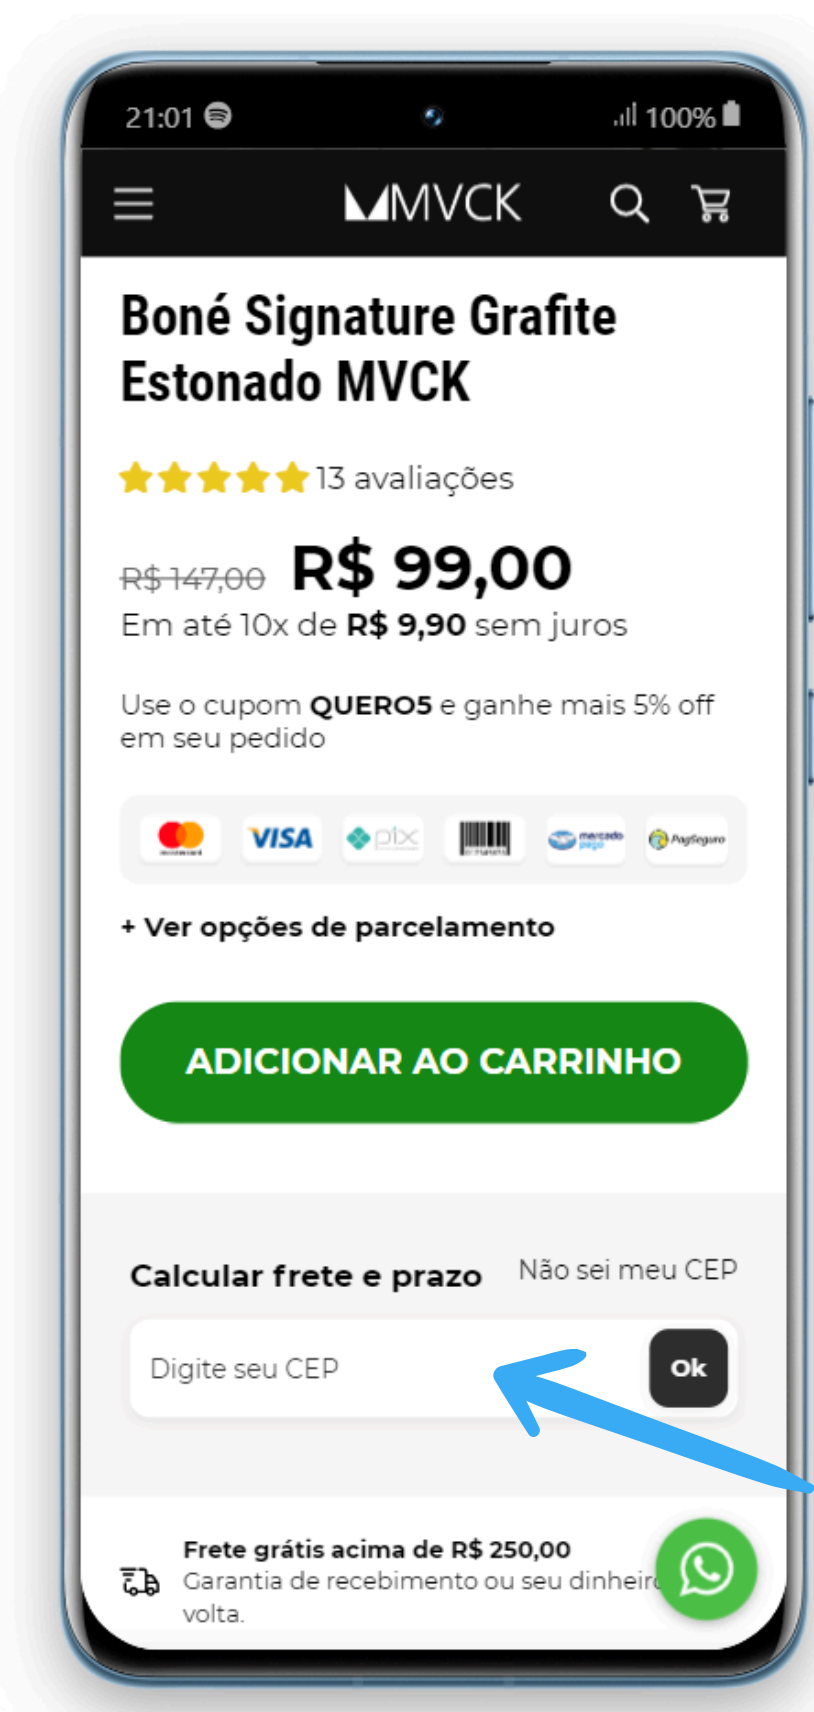 21:01
100%
MVCK
Boné Signature Grafite
Estonado MVCK
13 avaliações
R$ 147,00 R$ 99,00
Em até 10x de R$ 9,90 sem juros
Use o cupom QUERO5 e ganhe mais 5% off
em seu pedido
VISA pix mercado pago PagSeguro
+ Ver opções de parcelamento
ADICIONAR AO CARRINHO
Calcular frete e prazo Não sei meu CEP
Digite seu CEP Ok
Frete grátis acima de R$ 250,00
Garantia de recebimento ou seu
volta.